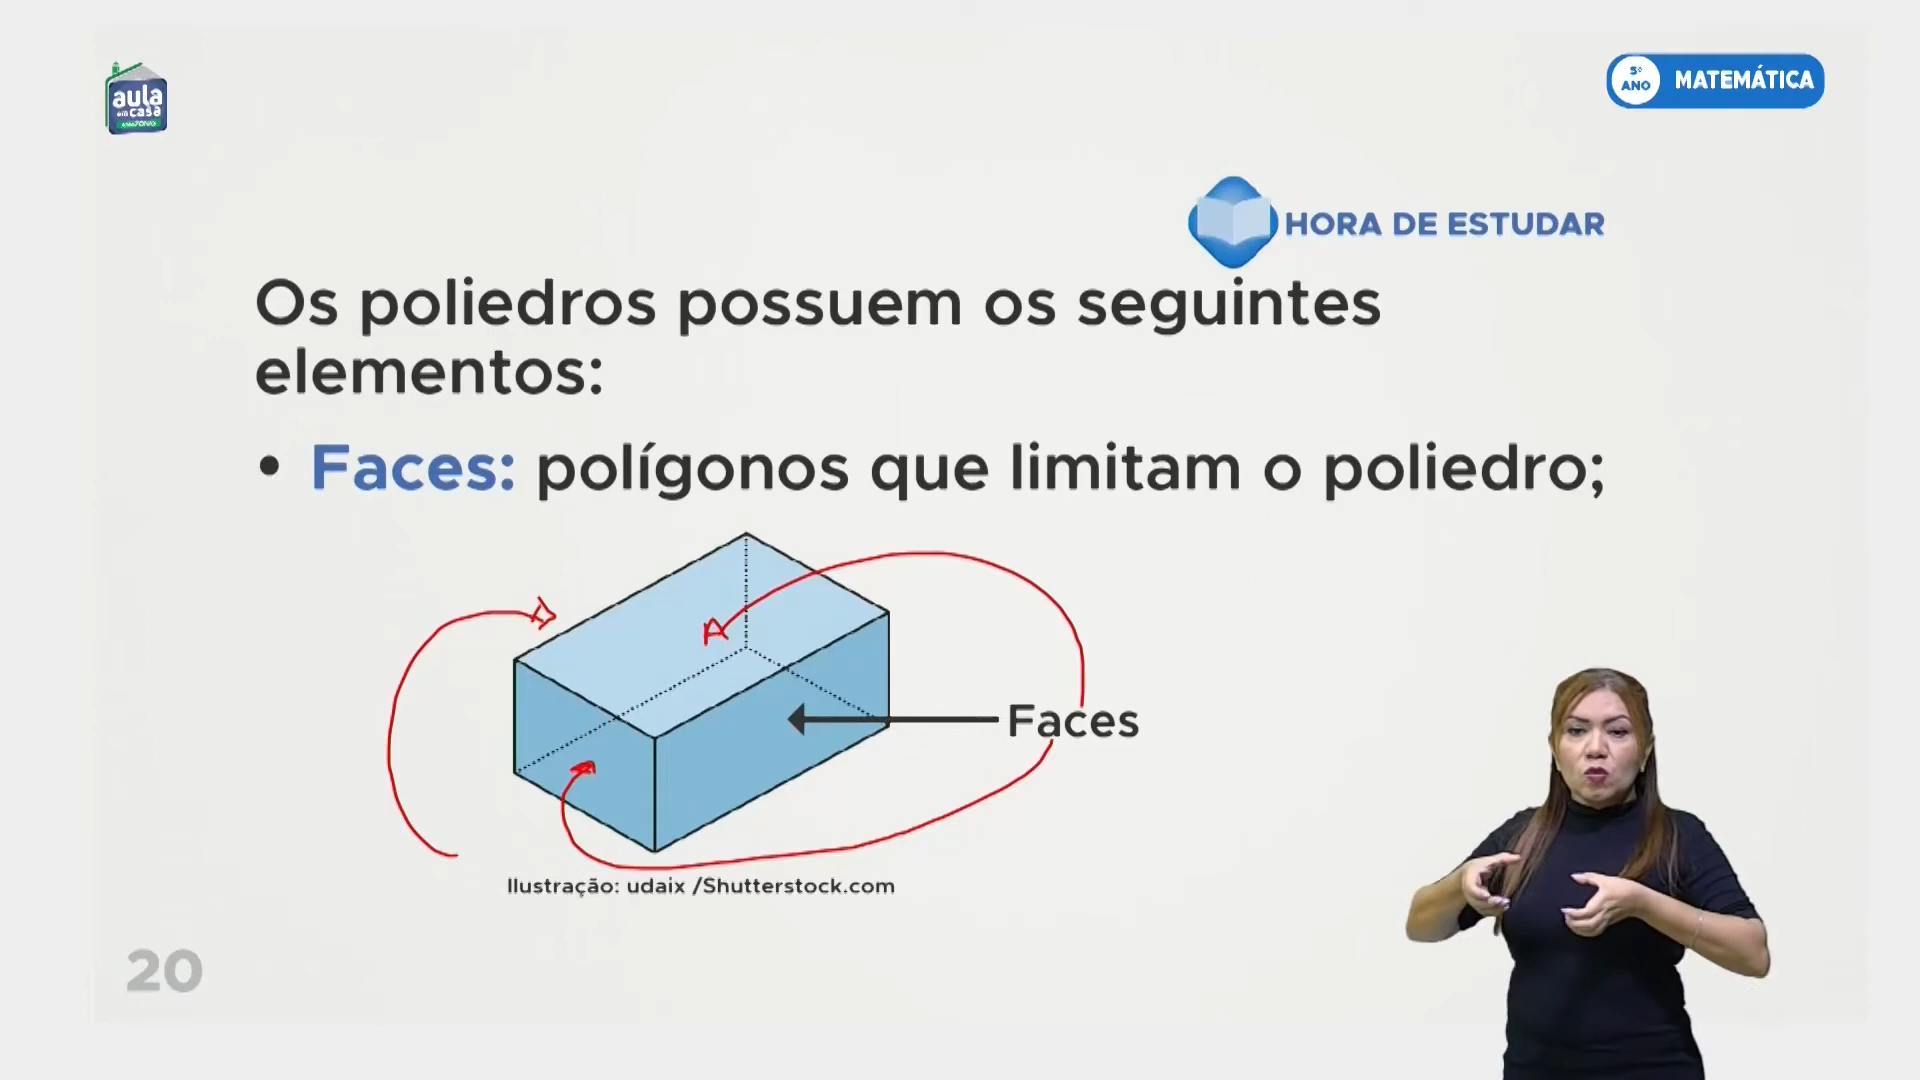 aula
em casa
5º
ANO
MATEMÁTICA
HORA DE ESTUDAR
Os poliedros possuem os seguintes
elementos:
• Faces: polígonos que limitam o poliedro;
Faces
Ilustração: udaix /Shutterstock.com
20